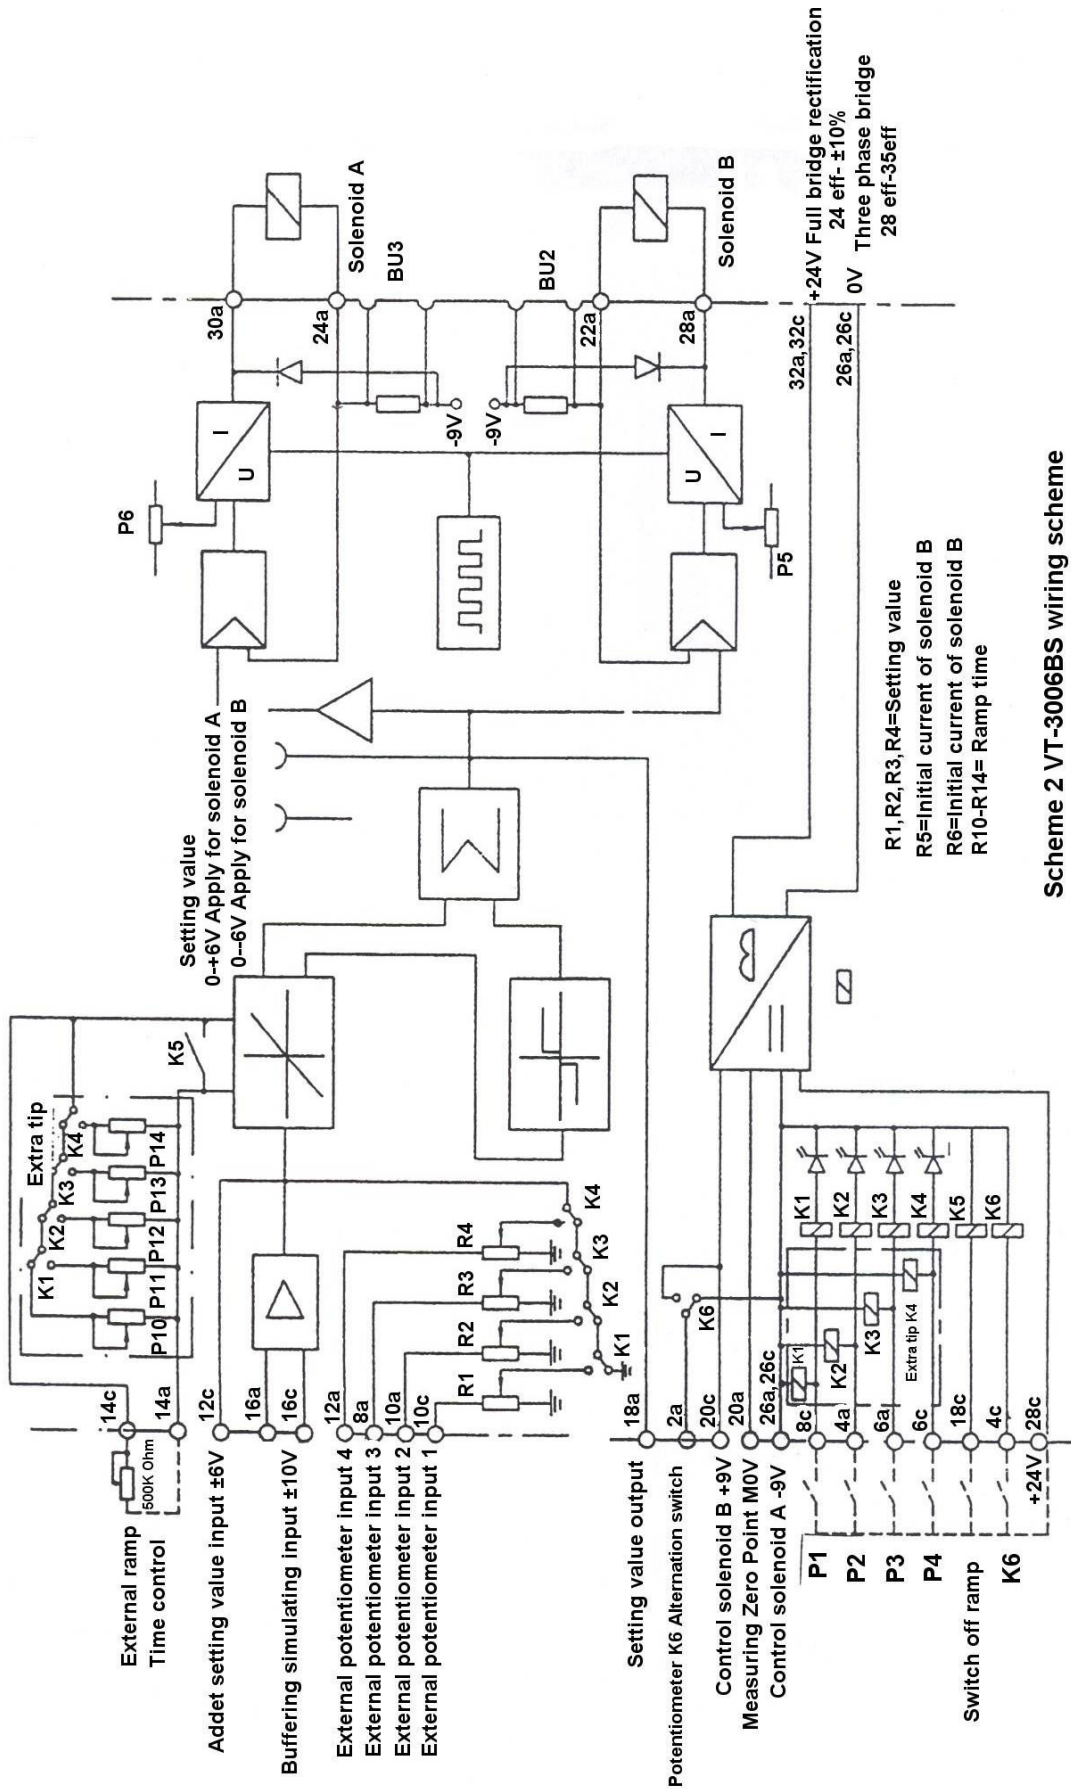 External ramp
Time control
500K Ohm
14c
14a
K1
K2
K3
K4
Extra tip
P10
P11
P12
P13
P14
K5
Addet setting value input ±6V
12c
Buffering simulating input ±10V
16a
16c
External potentiometer input 4
12a
External potentiometer input 3
8a
External potentiometer input 2
10a
External potentiometer input 1
10c
R1
R2
R3
R4
K1
K2
K3
K4
Setting value
0-+6V Apply for solenoid A
0--6V Apply for solenoid B
P6
U
I
30a
24a
Solenoid A
BU3
-9V
-9V
BU2
22a
28a
Solenoid B
U
I
P5
Setting value output
18a
Potentiometer K6 Alternation switch
2a
K6
Control solenoid B +9V
20c
Measuring Zero Point M0V
20a
Control solenoid A -9V
26a,26c
P1
8c
K1
K1
P2
4a
K2
K2
P3
6a
K3
K3
P4
6c
Extra tip K4
K4
Switch off ramp
18c
K5
K6
4c
K6
+24V
28c
32a,32c
+24V Full bridge rectification
24 eff- ±10%
26a,26c
0V
Three phase bridge
28 eff-35eff
R1,R2,R3,R4=Setting value
R5=Initial current of solenoid B
R6=Initial current of solenoid B
R10-R14= Ramp time
Scheme 2 VT-3006BS wiring scheme